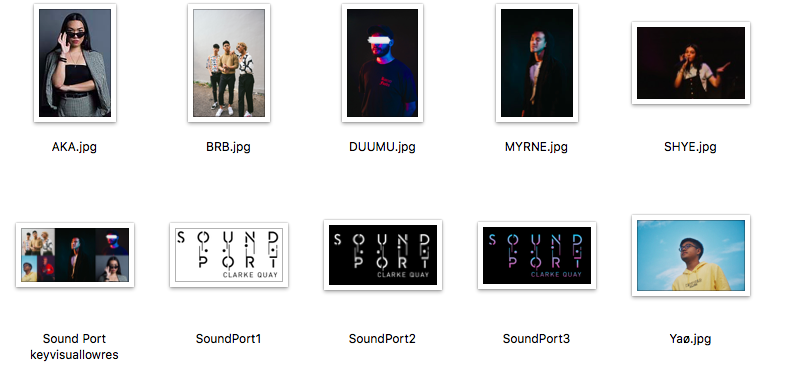 AKA.jpg
BRB.jpg
DUUMU.jpg
MYRNE.jpg
SHYE.jpg
SOUND
PORT
CLARKE QUAY
SOUND
PORT
CLARKE QUAY
SOUND
PORT
CLARKE QUAY
Sound Port
keyvisuallowres
SoundPort1
SoundPort2
SoundPort3
Yaø.jpg